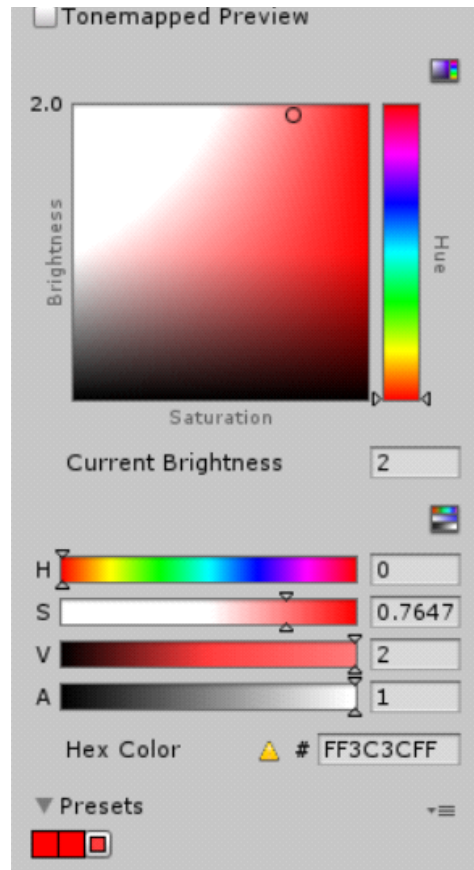 Tonemapped Preview
2.0
Brightness
Hue
Saturation
Current Brightness 2
H 0
S 0.7647
V 2
A 1
Hex Color # FF3C3CFF
Presets